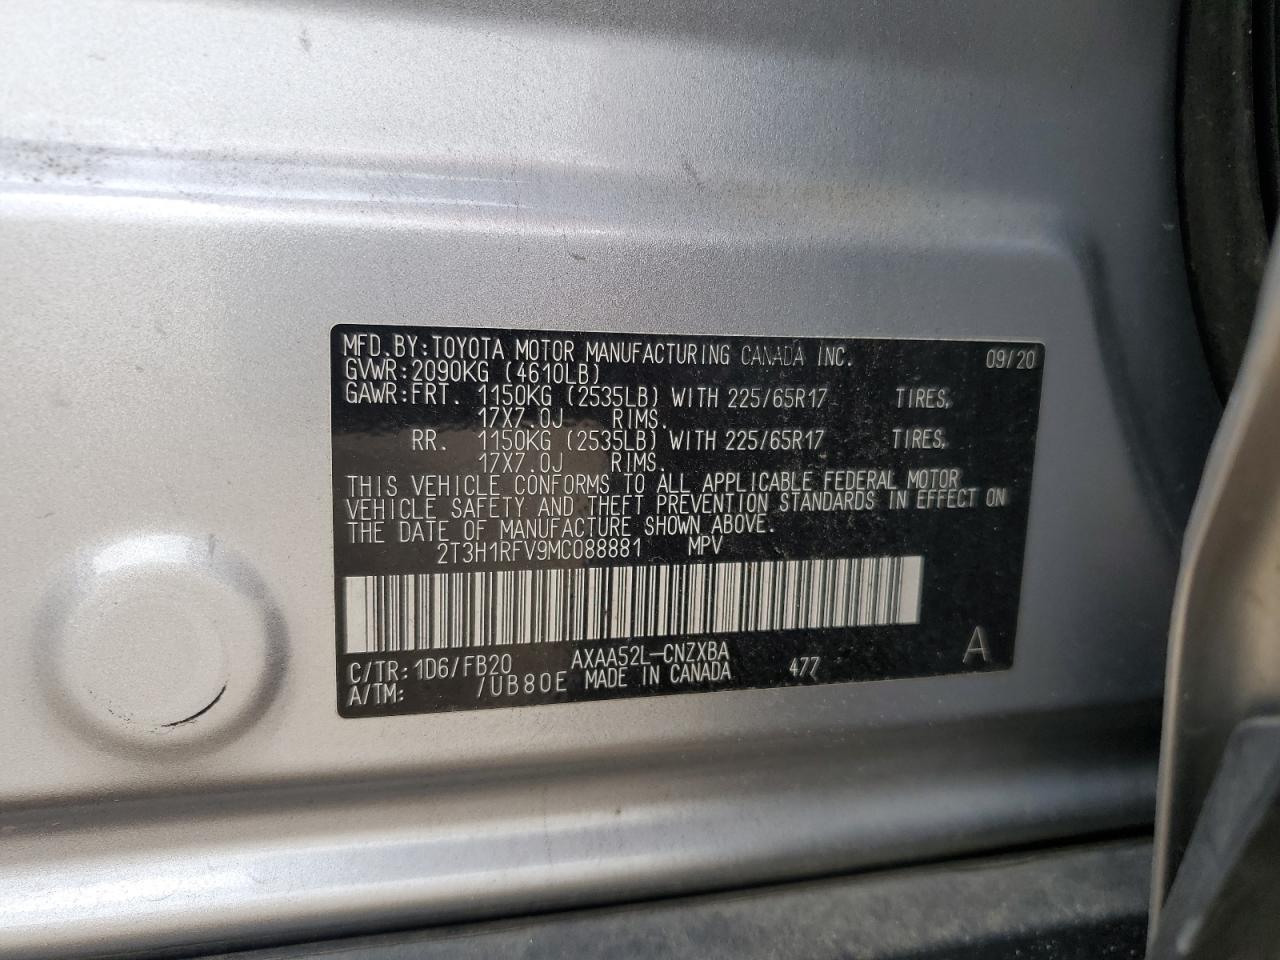 MFD.BY:TOYOTA MOTOR MANUFACTURING CANADA INC. 09/20
GVWR:2090KG (4610LB)
GAWR:FRT. 1150KG (2535LB) WITH 225/65R17 TIRES,
17X7.0J RIMS.
RR. 1150KG (2535LB) WITH 225/65R17 TIRES,
17X7.0J RIMS.
THIS VEHICLE CONFORMS TO ALL APPLICABLE FEDERAL MOTOR
VEHICLE SAFETY AND THEFT PREVENTION STANDARDS IN EFFECT ON
THE DATE OF MANUFACTURE SHOWN ABOVE.
2T3H1RFV9MC088881 MPV
C/TR:1D6/FB20 AXAA52L-CNZXBA A
A/TM: /UB80E MADE IN CANADA 477